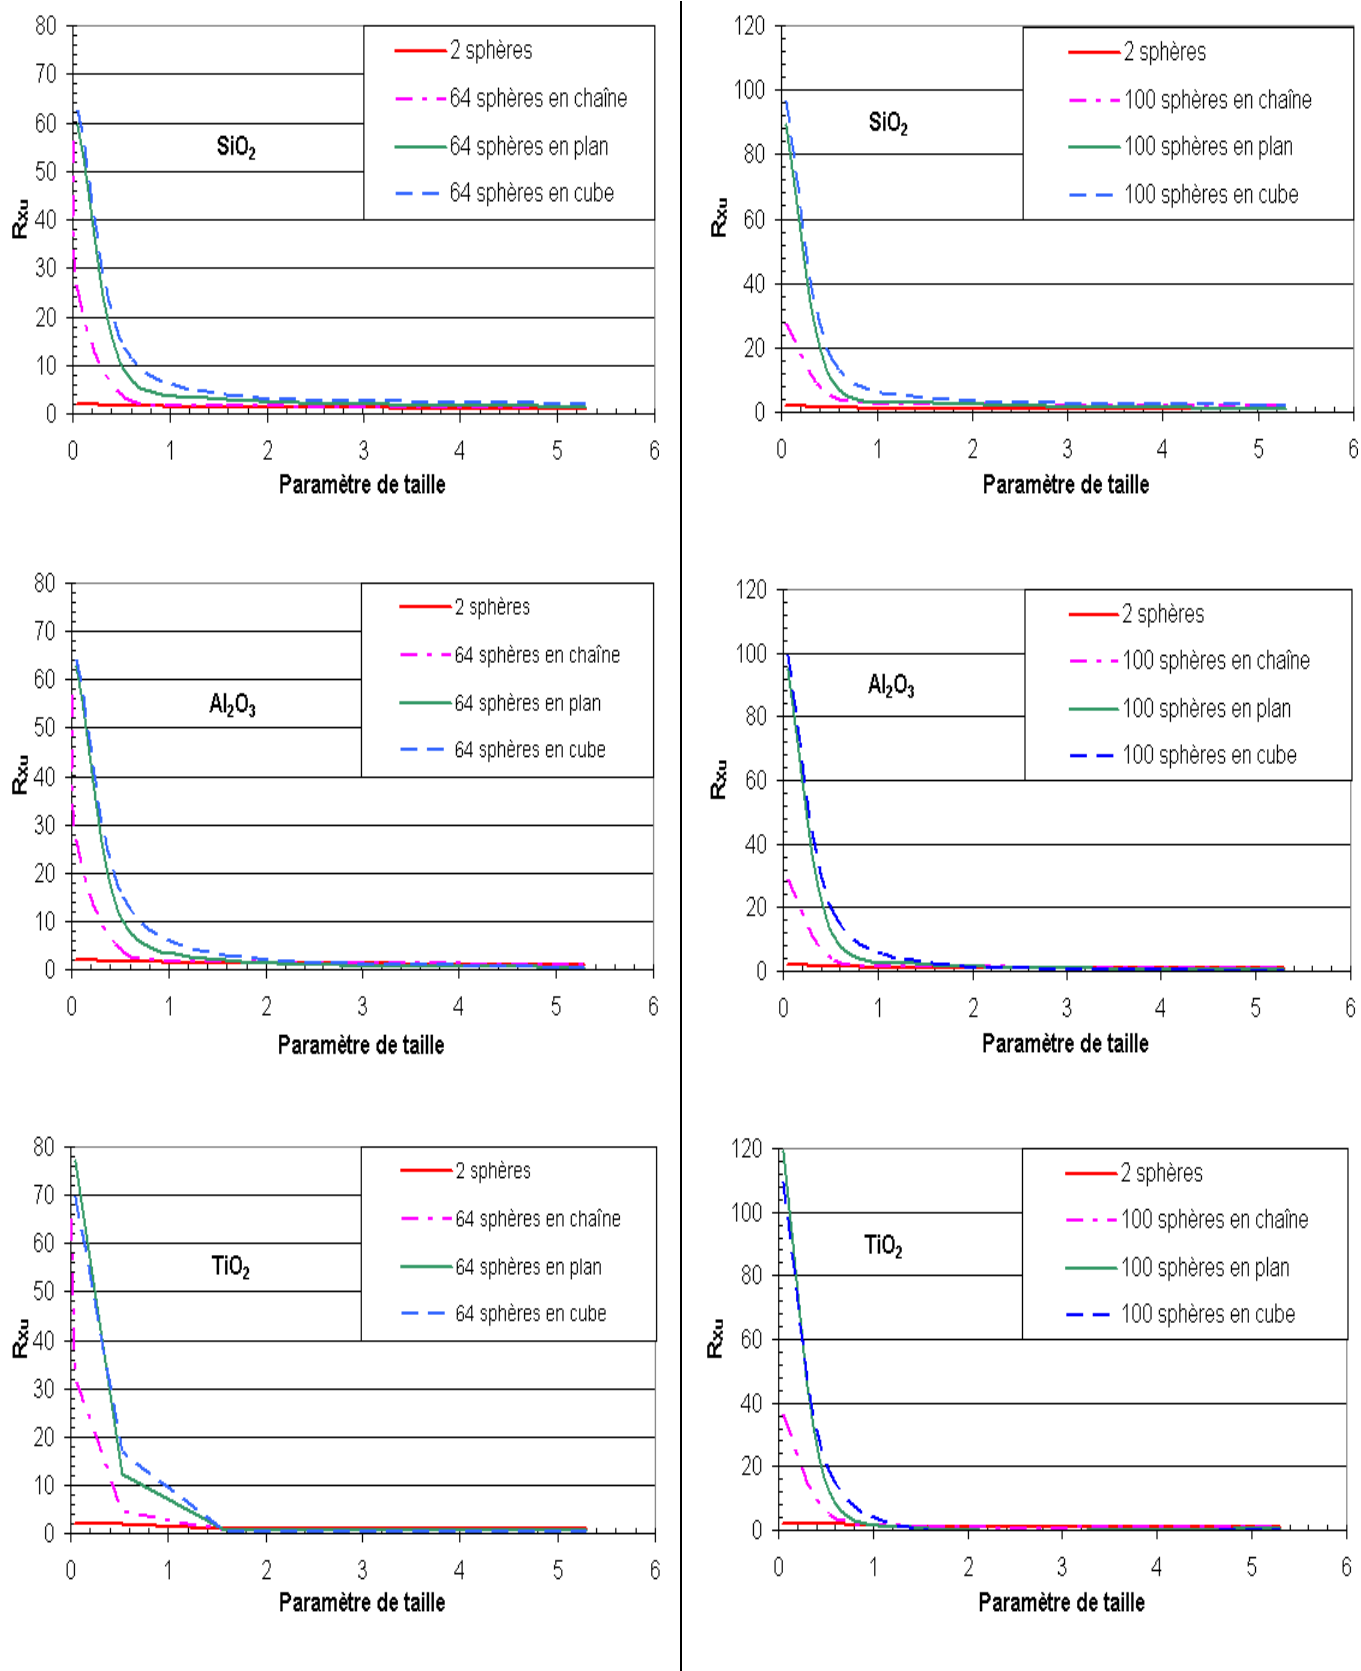 80
70
60
50
40
30
20
10
0
R_xu
SiO₂
2 sphères
64 sphères en chaîne
64 sphères en plan
64 sphères en cube
0 1 2 3 4 5 6
Paramètre de taille
120
100
80
60
40
20
0
Rxu
SiO₂
2 sphères
100 sphères en chaîne
100 sphères en plan
100 sphères en cube
0 1 2 3 4 5 6
Paramètre de taille
80
70
60
50
40
30
20
10
0
Rxu
Al₂O₃
2 sphères
64 sphères en chaîne
64 sphères en plan
64 sphères en cube
0 1 2 3 4 5 6
Paramètre de taille
120
100
80
60
40
20
0
Rxu
Al₂O₃
2 sphères
100 sphères en chaîne
100 sphères en plan
100 sphères en cube
0 1 2 3 4 5 6
Paramètre de taille
80
70
60
50
40
30
20
10
0
Rxu
TiO₂
2 sphères
64 sphères en chaîne
64 sphères en plan
64 sphères en cube
0 1 2 3 4 5 6
Paramètre de taille
120
100
80
60
40
20
0
Rxu
TiO₂
2 sphères
100 sphères en chaîne
100 sphères en plan
100 sphères en cube
0 1 2 3 4 5 6
Paramètre de taille